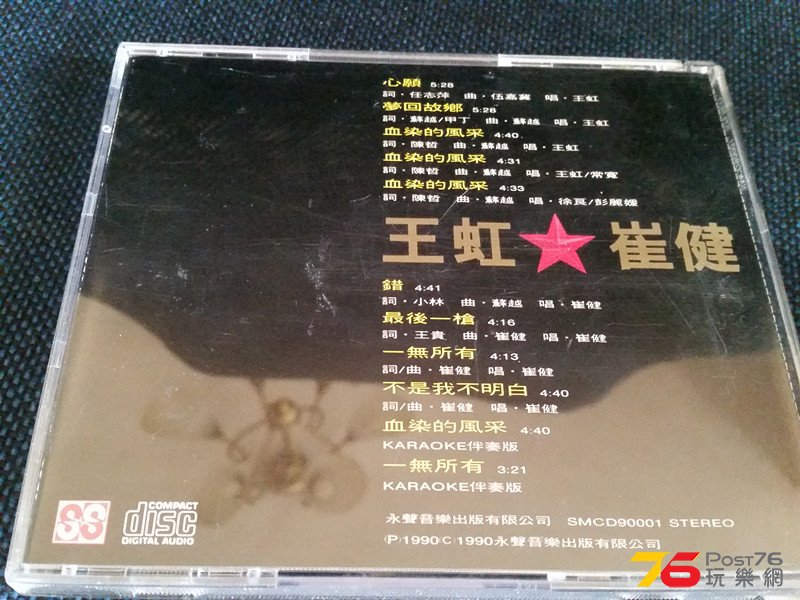 心願 5:28
詞·任志萍 曲·伍嘉冀 唱·王虹
夢回故鄉 5:28
詞·蘇越/甲丁 曲·蘇越 唱·王虹
血染的風采 4:40
詞·陳哲 曲·蘇越 唱·王虹
血染的風采 4:31
詞·陳哲 曲·蘇越 唱·王虹/常寬
血染的風采 4:33
詞·陳哲 曲·蘇越 唱·徐良/彭麗媛
王虹★崔健
錯 4:41
詞·小林 曲·蘇越 唱·崔健
最後一槍 4:16
詞·王貴 曲·崔健 唱·崔健
一無所有 4:13
詞/曲·崔健 唱·崔健
不是我不明白 4:40
詞/曲·崔健 唱·崔健
血染的風采 4:40
KARAOKE伴奏版
一無所有 3:21
KARAOKE伴奏版
SS
COMPACT
disc
DIGITAL AUDIO
永聲音樂出版有限公司 SMCD90001 STEREO
(P)1990(C)1990永聲音樂出版有限公司
76 POST76
玩樂網